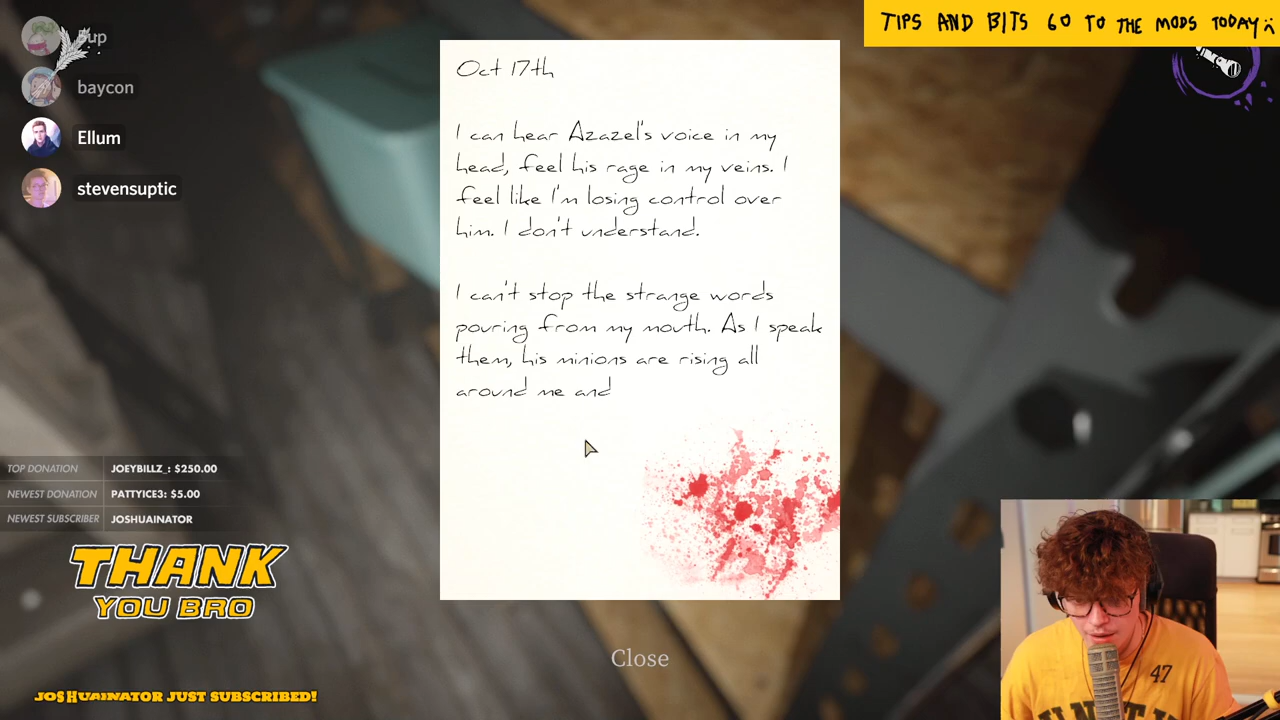 TIPS AND BITS GO TO THE MODS TODAY
Bup
baycon
Ellum
stevensuptic
Oct 17th
I can hear Azazel's voice in my
head, feel his rage in my veins. I
feel like I'm losing control over
him. I don't understand.
I can't stop the strange words
pouring from my mouth. As I speak
them, his minions are rising all
around me and
Close
TOP DONATION JOEYBILLZ_: $250.00
NEWEST DONATION PATTYICE3: $5.00
NEWEST SUBSCRIBER JOSHUAINATOR
THANK
YOU BRO
JOSHUAINATOR JUST SUBSCRIBED!
47